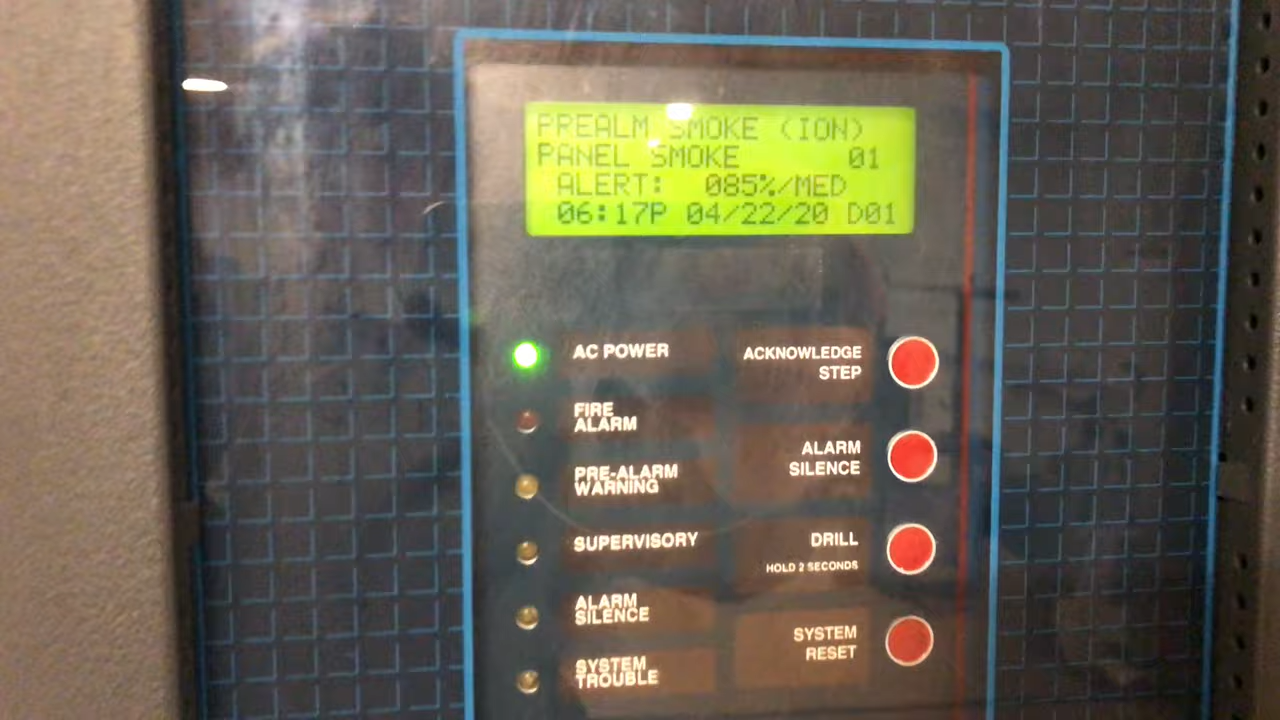 PREALM SMOKE (ION)
PANEL SMOKE 01
ALERT: 085%/MED
06:17P 04/22/20 D01
AC POWER
ACKNOWLEDGE
STEP
FIRE
ALARM
ALARM
SILENCE
PRE-ALARM
WARNING
SUPERVISORY
DRILL
HOLD 2 SECONDS
ALARM
SILENCE
SYSTEM
RESET
SYSTEM
TROUBLE